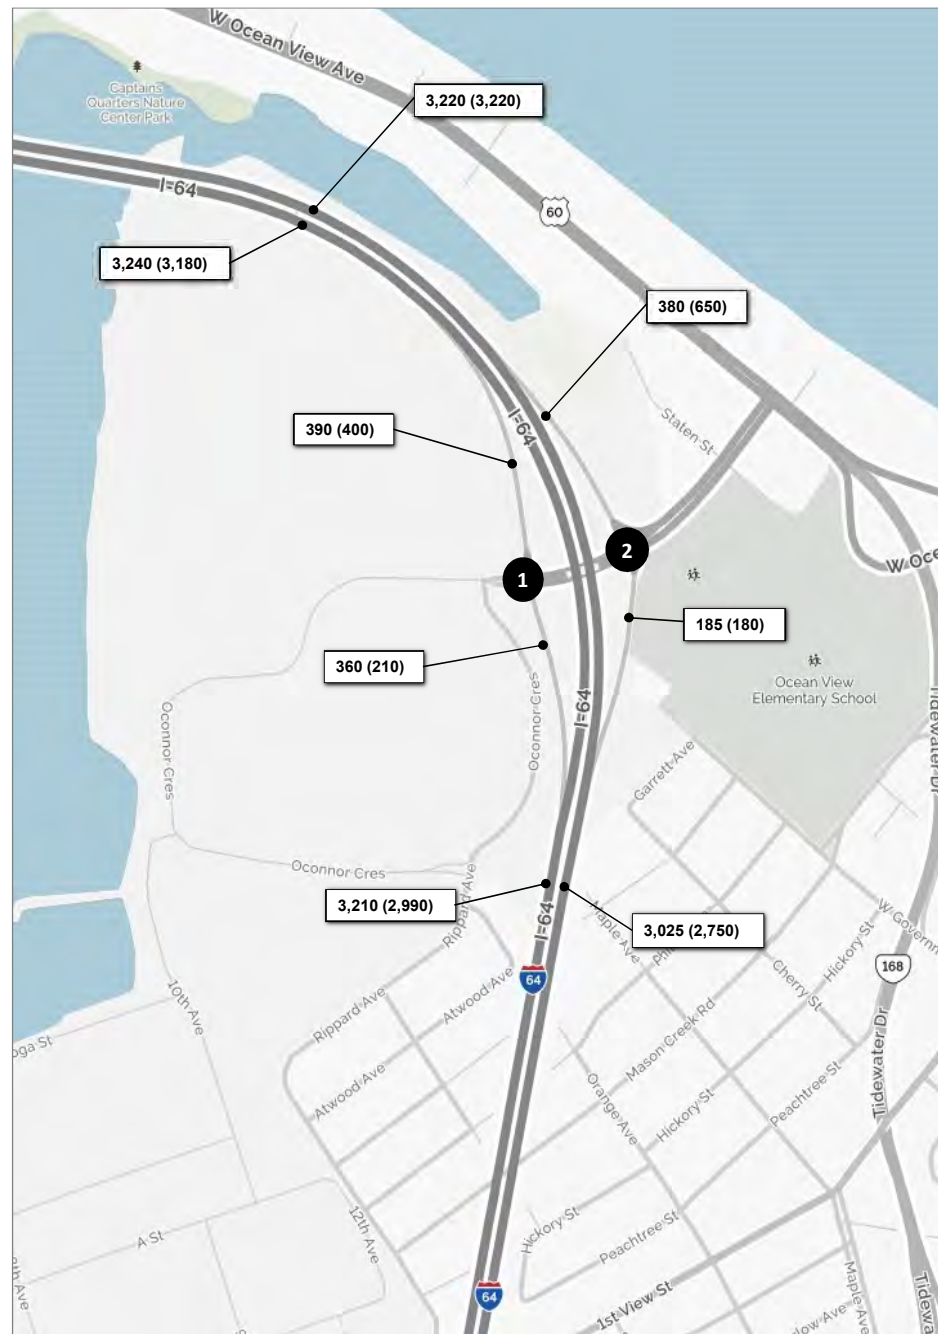 W Ocean View Ave
Captains
Quarters Nature
Center Park
3,220 (3,220)
I-64
60
3,240 (3,180)
380 (650)
I-64
390 (400)
Staten St
2
W Oce
1
185 (180)
360 (210)
Ocean View
Elementary School
Oconnor Cres
Oconnor Cres
I-64
Tidewater Dr
Garrett Ave
Oconnor Cres
3,210 (2,990)
Rippard Ave
I-64
Maple Ave
3,025 (2,750)
W Governm
64
168
Cherry St
Hickory St
10th Ave
Rippard Ave
Atwood Ave
Mason Creek Rd
oga St
Atwood Ave
Orange Ave
Hickory St
Peachtree St
Tidewater Dr
12th Ave
A St
Hickory St
Peachtree St
64
1st View St
Maple Ave
Tidewa